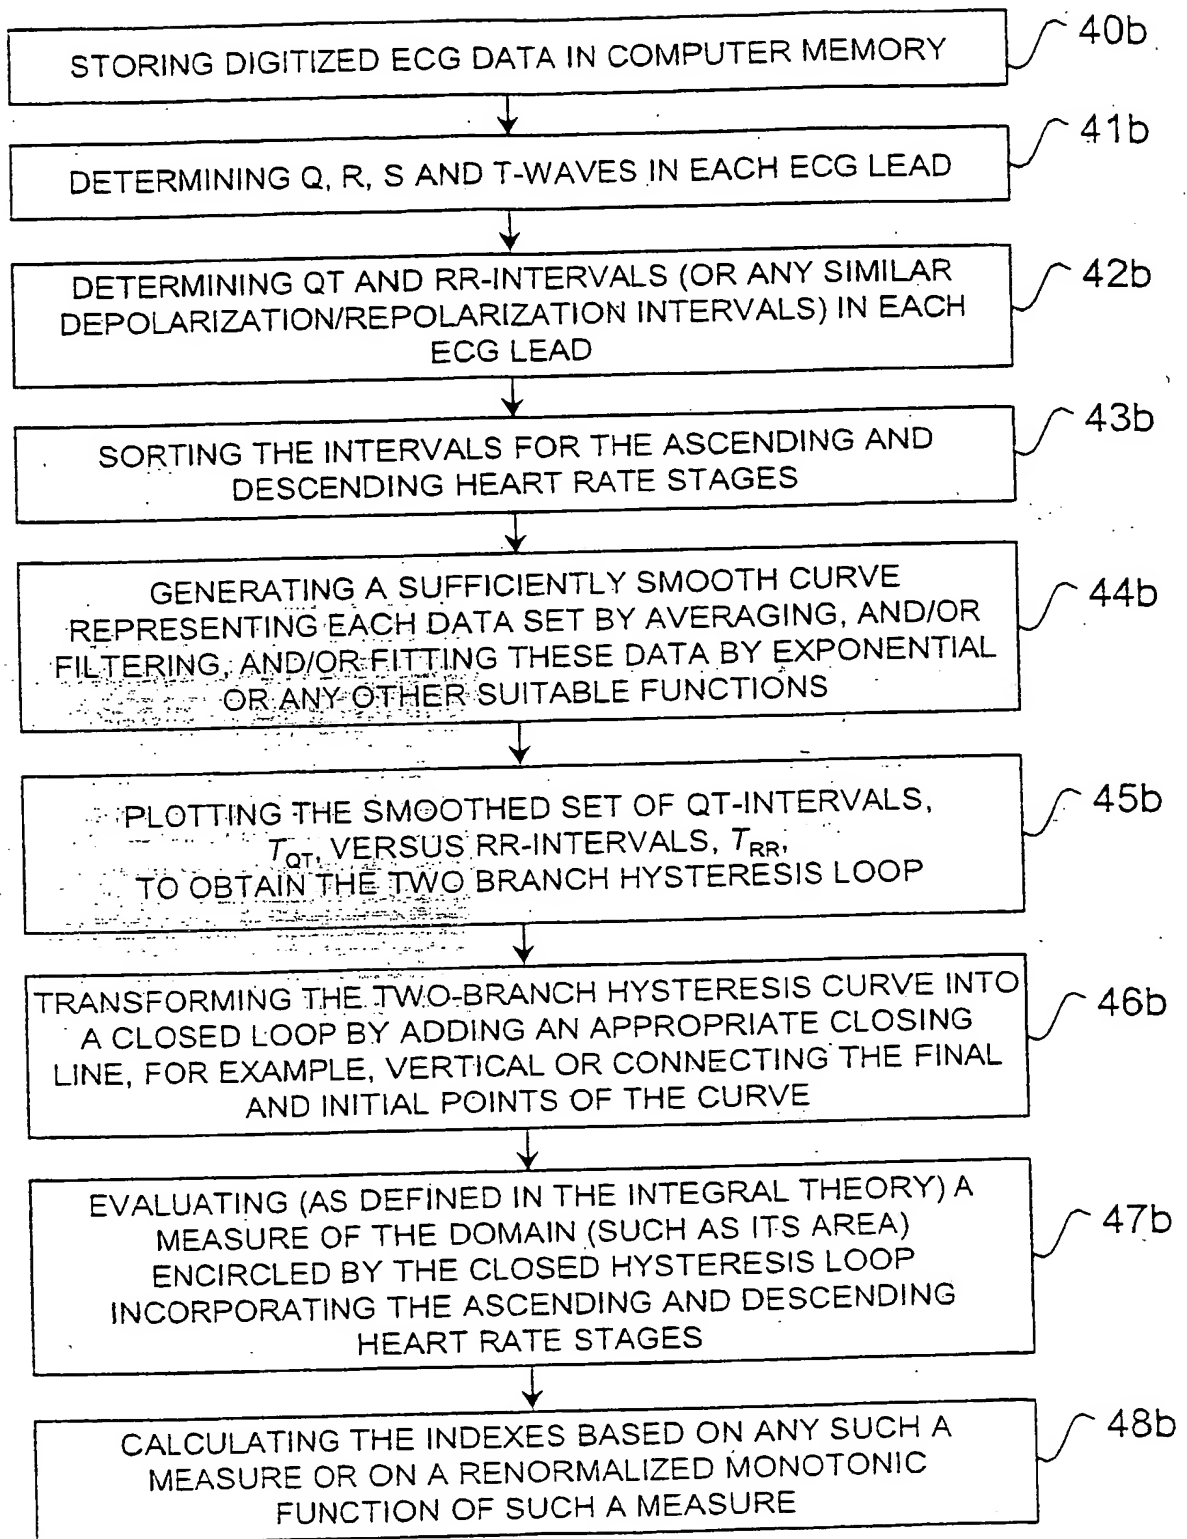 STORING DIGITIZED ECG DATA IN COMPUTER MEMORY
40b
DETERMINING Q, R, S AND T-WAVES IN EACH ECG LEAD
41b
DETERMINING QT AND RR-INTERVALS (OR ANY SIMILAR
DEPOLARIZATION/REPOLARIZATION INTERVALS) IN EACH
ECG LEAD
42b
SORTING THE INTERVALS FOR THE ASCENDING AND
DESCENDING HEART RATE STAGES
43b
GENERATING A SUFFICIENTLY SMOOTH CURVE
REPRESENTING EACH DATA SET BY AVERAGING, AND/OR
FILTERING, AND/OR FITTING THESE DATA BY EXPONENTIAL
OR ANY OTHER SUITABLE FUNCTIONS
44b
PLOTTING THE SMOOTHED SET OF QT-INTERVALS,
T_QT, VERSUS RR-INTERVALS, T_RR,
TO OBTAIN THE TWO BRANCH HYSTERESIS LOOP
45b
TRANSFORMING THE TWO-BRANCH HYSTERESIS CURVE INTO
A CLOSED LOOP BY ADDING AN APPROPRIATE CLOSING
LINE, FOR EXAMPLE, VERTICAL OR CONNECTING THE FINAL
AND INITIAL POINTS OF THE CURVE
46b
EVALUATING (AS DEFINED IN THE INTEGRAL THEORY) A
MEASURE OF THE DOMAIN (SUCH AS ITS AREA)
ENCIRCLED BY THE CLOSED HYSTERESIS LOOP
INCORPORATING THE ASCENDING AND DESCENDING
HEART RATE STAGES
47b
CALCULATING THE INDEXES BASED ON ANY SUCH A
MEASURE OR ON A RENORMALIZED MONOTONIC
FUNCTION OF SUCH A MEASURE
48b